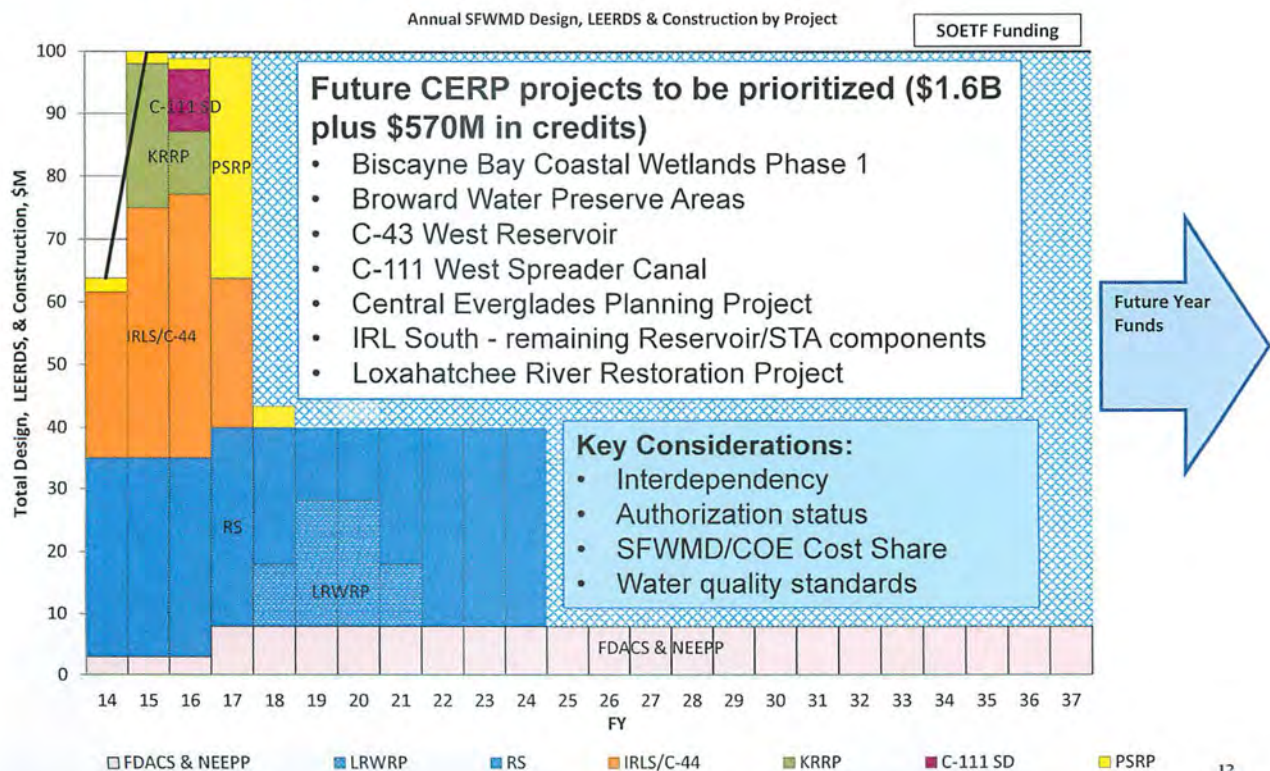 Annual SFWMD Design, LEERDS & Construction by Project
SOETF Funding
Total Design, LEERDS, & Construction, $M
100
90
80
70
60
50
40
30
20
10
0
C-111 SD
KRRP
PSRP
IRLS/C-44
RS
LRWRP
FDACS & NEEPP
Future CERP projects to be prioritized ($1.6B
plus $570M in credits)
• Biscayne Bay Coastal Wetlands Phase 1
• Broward Water Preserve Areas
• C-43 West Reservoir
• C-111 West Spreader Canal
• Central Everglades Planning Project
• IRL South - remaining Reservoir/STA components
• Loxahatchee River Restoration Project
Key Considerations:
• Interdependency
• Authorization status
• SFWMD/COE Cost Share
• Water quality standards
Future Year
Funds
14 15 16 17 18 19 20 21 22 23 24 25 26 27 28 29 30 31 32 33 34 35 36 37
FY
FDACS & NEEPP LRWRP RS IRLS/C-44 KRRP C-111 SD PSRP